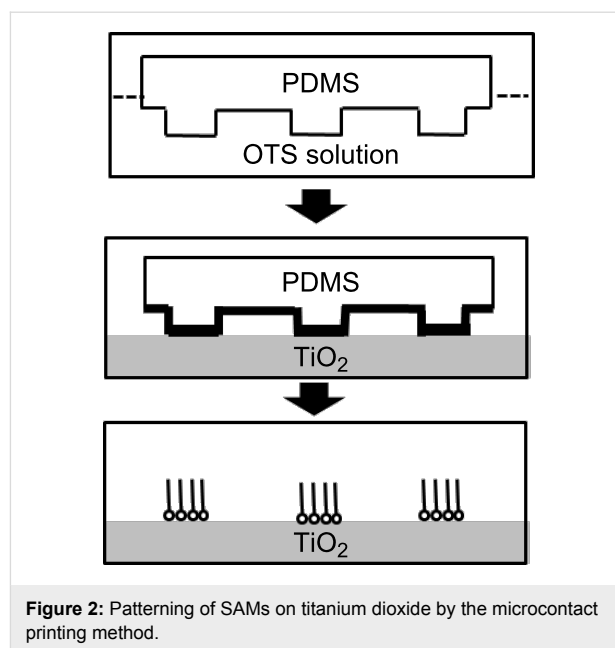 PDMS
OTS solution
PDMS
TiO₂
TiO₂
Figure 2: Patterning of SAMs on titanium dioxide by the microcontact
printing method.